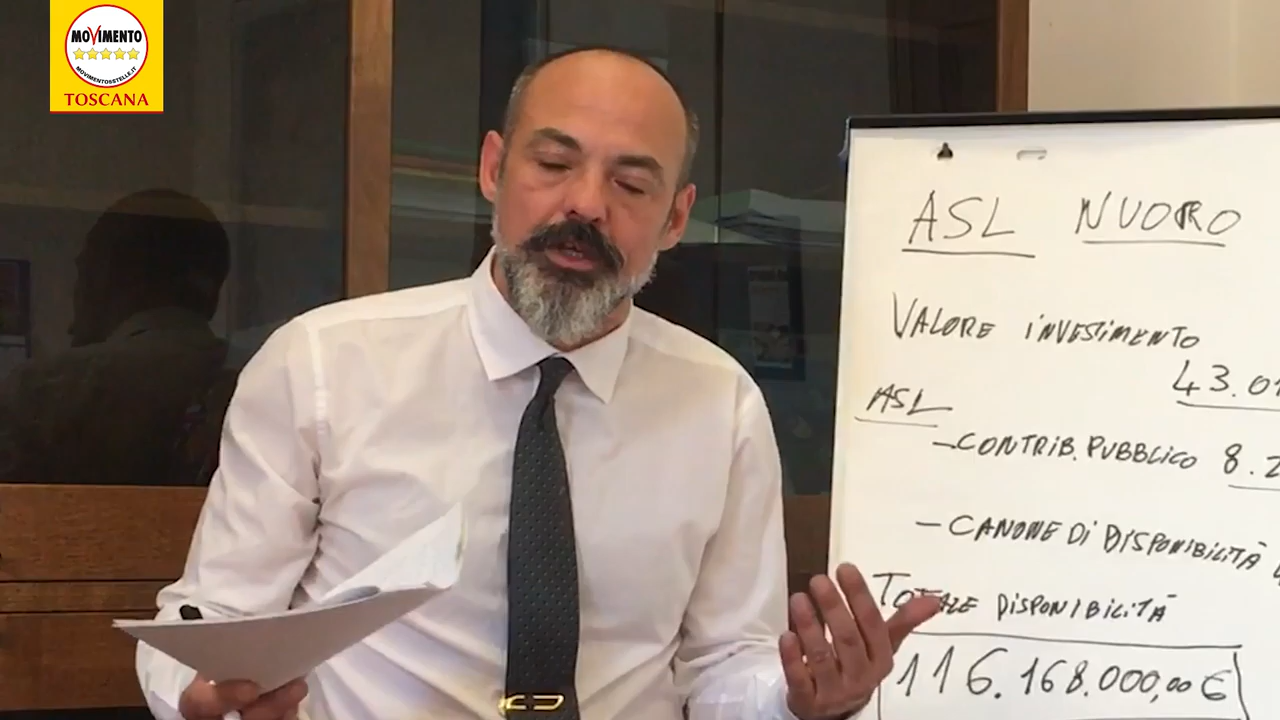 MOVIMENTO
MOVIMENTO5STELLE.IT
TOSCANA
ASL NUORO
VALORE INVESTIMENTO
43.01
ASL
- CONTRIB. PUBBLICO 8.2
- CANONE DI DISPONIBILITÀ
TOTALE DISPONIBILITÀ
116.168.000,00 €